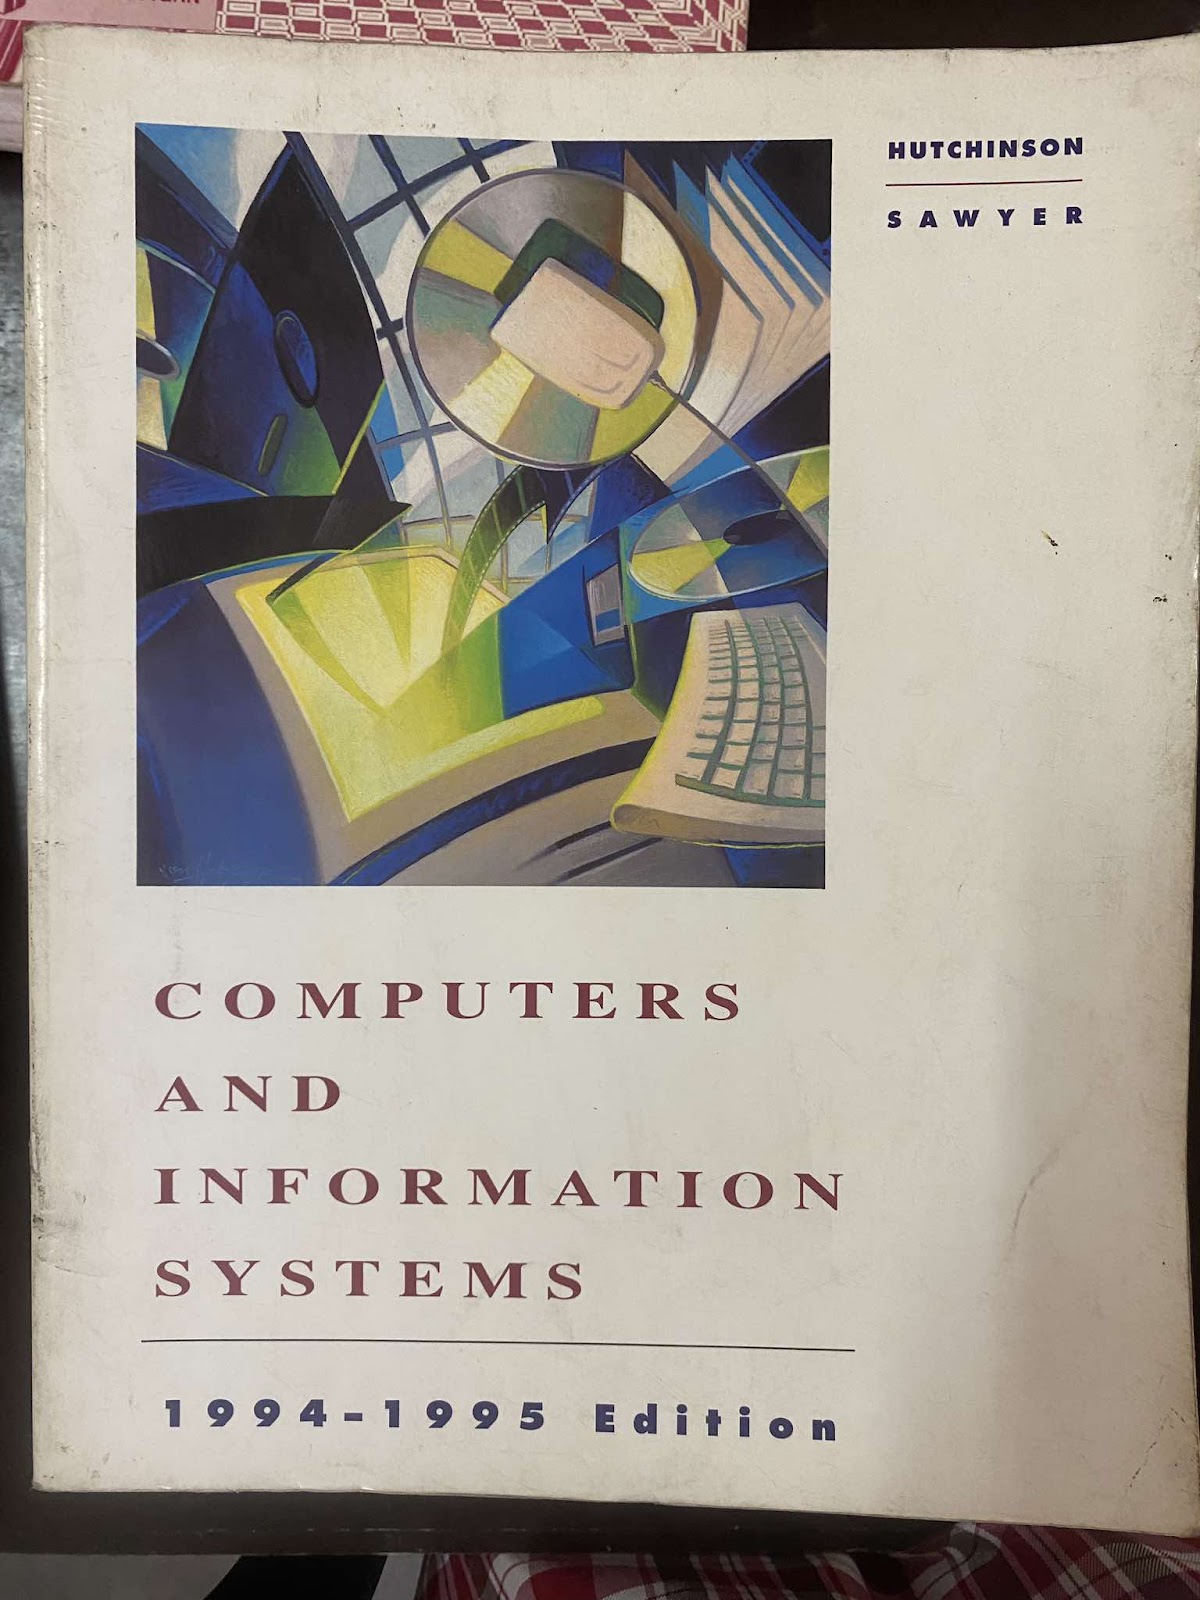 HUTCHINSON
SAWYER
COMPUTERS
AND
INFORMATION
SYSTEMS
1994-1995 Edition